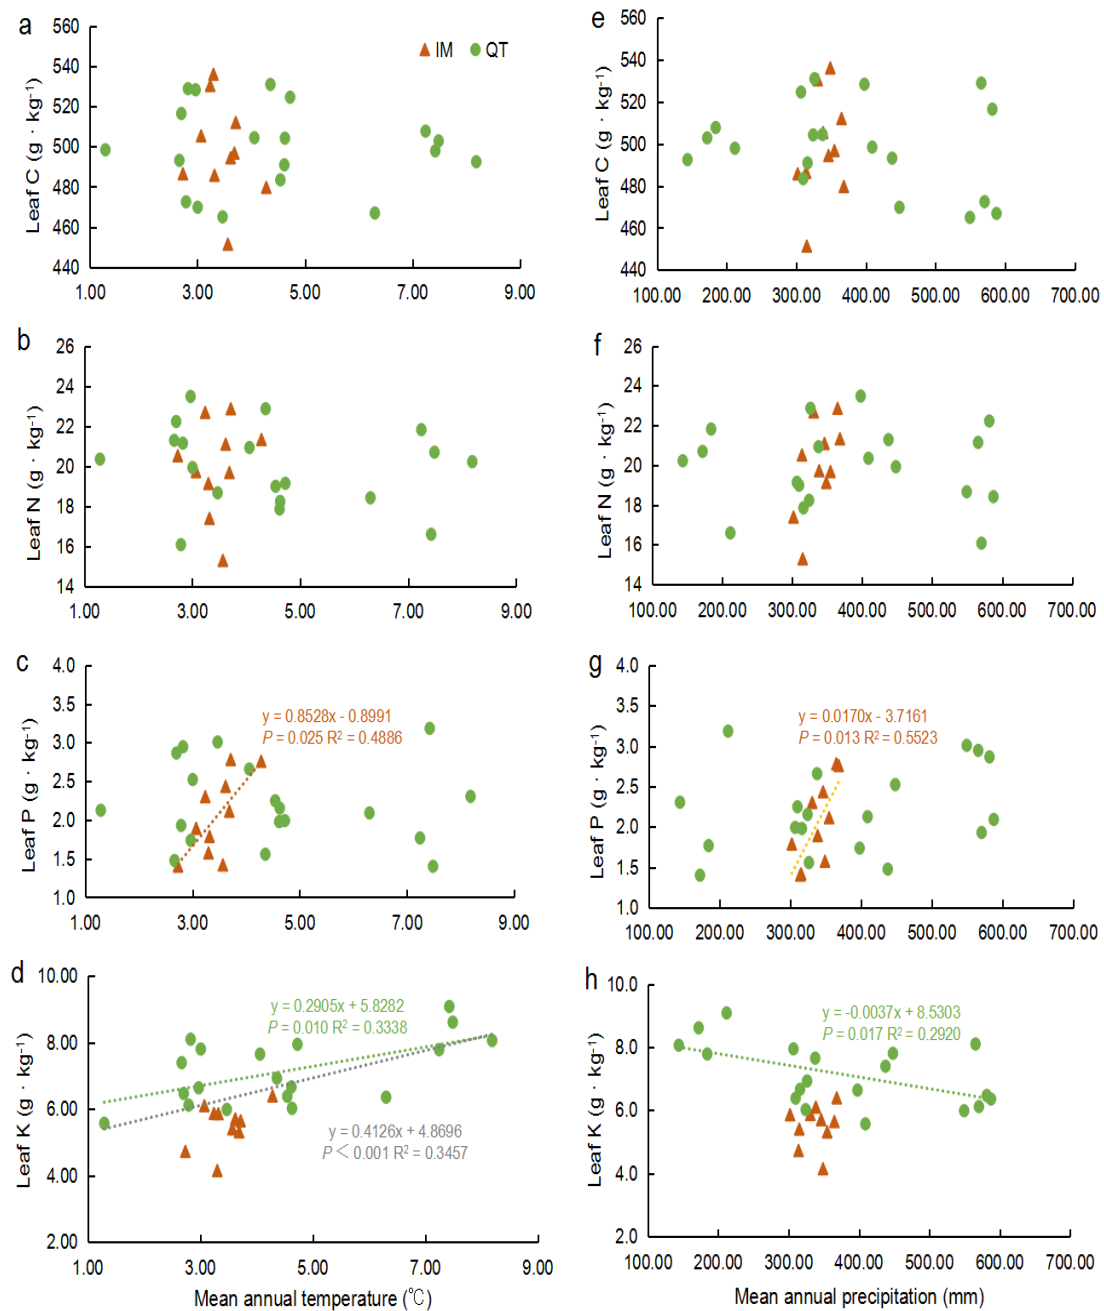 a
560
540
520
500
480
460
440
Leaf C (g · kg⁻¹)
IM QT
1.00 3.00 5.00 7.00 9.00
e
560
540
520
500
480
460
440
Leaf C (g · kg⁻¹)
100.00 200.00 300.00 400.00 500.00 600.00 700.00
b
26
24
22
20
18
16
14
Leaf N (g · kg⁻¹)
1.00 3.00 5.00 7.00 9.00
f
26
24
22
20
18
16
14
Leaf N (g · kg⁻¹)
100.00 200.00 300.00 400.00 500.00 600.00 700.00
c
4.0
3.0
2.0
1.0
Leaf P (g · kg⁻¹)
y = 0.8528x - 0.8991
P = 0.025 R² = 0.4886
1.00 3.00 5.00 7.00 9.00
g
4.0
3.5
3.0
2.5
2.0
1.5
1.0
Leaf P (g · kg⁻¹)
y = 0.0170x - 3.7161
P = 0.013 R² = 0.5523
100.00 200.00 300.00 400.00 500.00 600.00 700.00
d
10.00
8.00
6.00
4.00
2.00
Leaf K (g · kg⁻¹)
y = 0.2905x + 5.8282
P = 0.010 R² = 0.3338
y = 0.4126x + 4.8696
P < 0.001 R² = 0.3457
1.00 3.00 5.00 7.00 9.00
Mean annual temperature (℃)
h
10.0
8.0
6.0
4.0
2.0
Leaf K (g · kg⁻¹)
y = -0.0037x + 8.5303
P = 0.017 R² = 0.2920
100.00 200.00 300.00 400.00 500.00 600.00 700.00
Mean annual precipitation (mm)